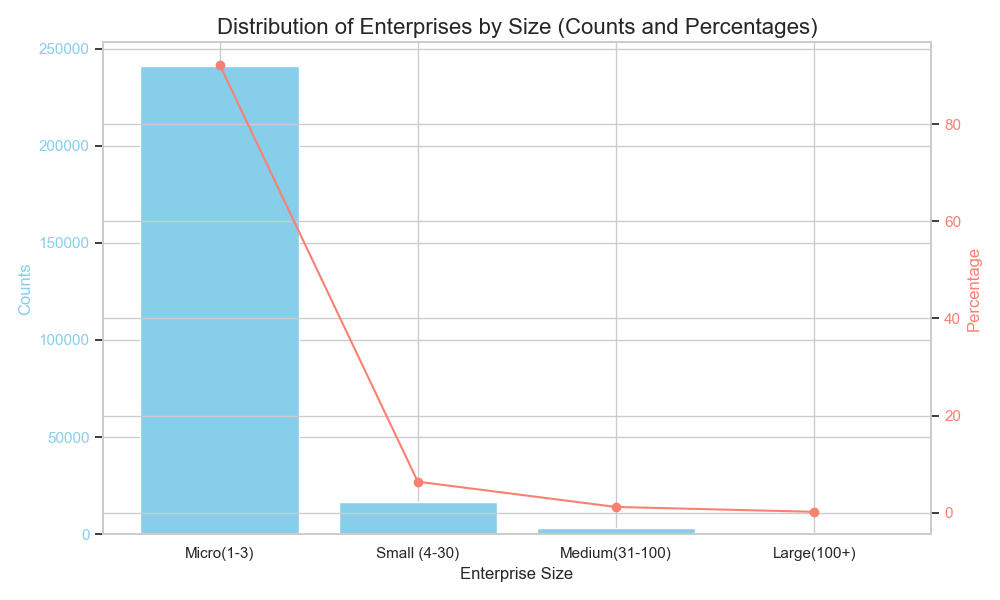 Distribution of Enterprises by Size (Counts and Percentages)
250000
200000
150000
100000
50000
0
Counts
80
60
40
20
0
Percentage
Micro(1-3)
Small (4-30)
Medium(31-100)
Large(100+)
Enterprise Size